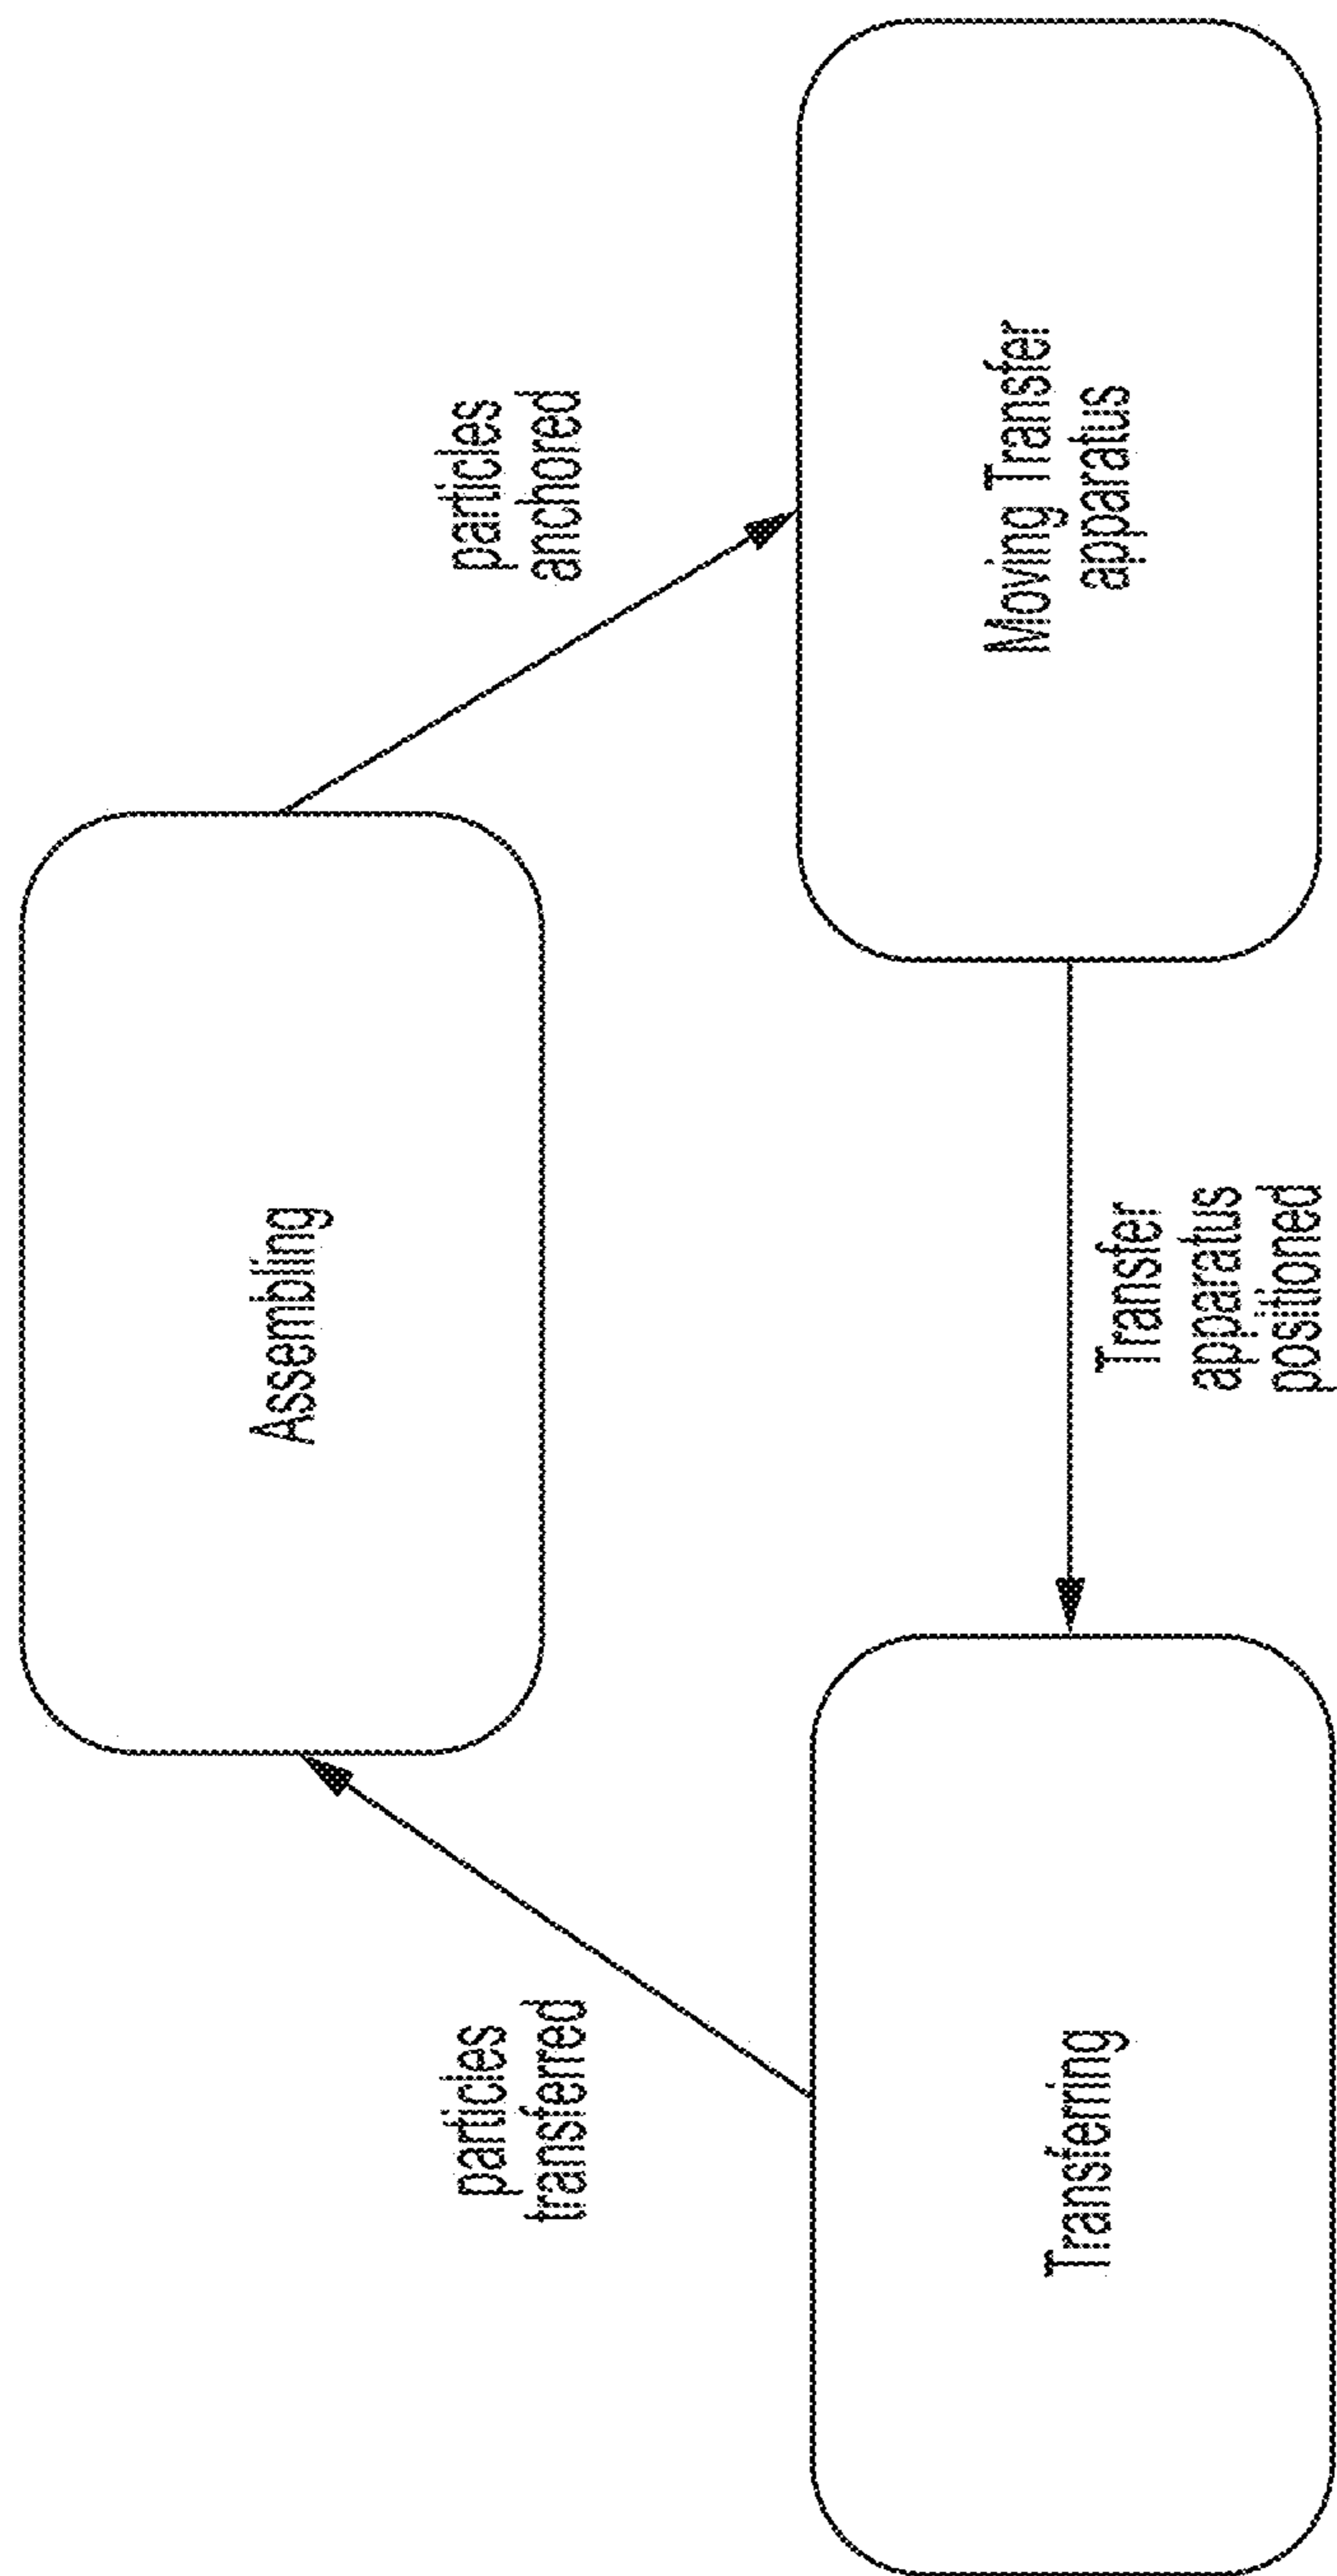 Assembling
particles
anchored
Moving Transfer
apparatus
Transfer
apparatus
positioned
Transferring
particles
transferred